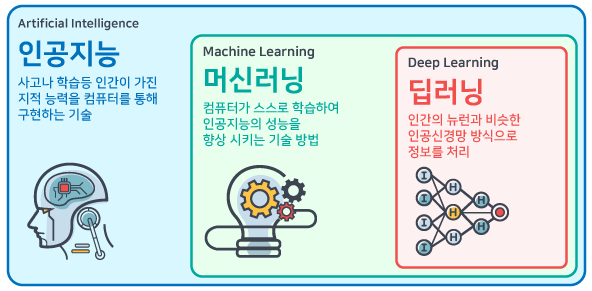 Artificial Intelligence
인공지능
사고나 학습등 인간이 가진
지적 능력을 컴퓨터를 통해
구현하는 기술
Machine Learning
머신러닝
컴퓨터가 스스로 학습하여
인공지능의 성능을
향상 시키는 기술 방법
Deep Learning
딥러닝
인간의 뉴런과 비슷한
인공신경망 방식으로
정보를 처리
I
H
I
H
H
O
I
H
H
I